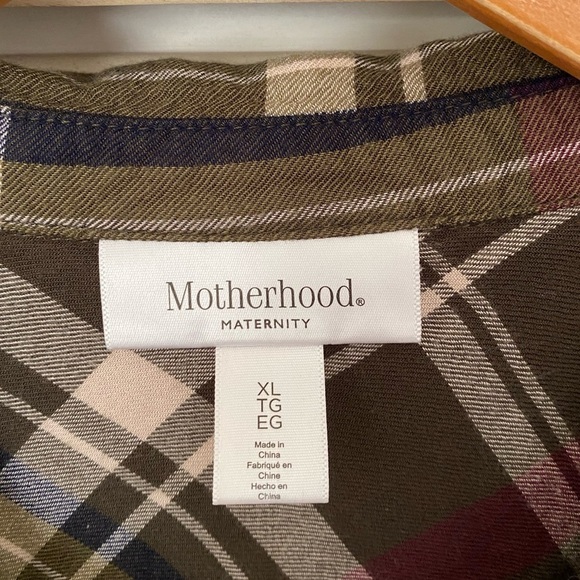 Motherhood®
MATERNITY
XL
TG
EG
Made in
China
Fabriqué en
Chine
Hecho en
China